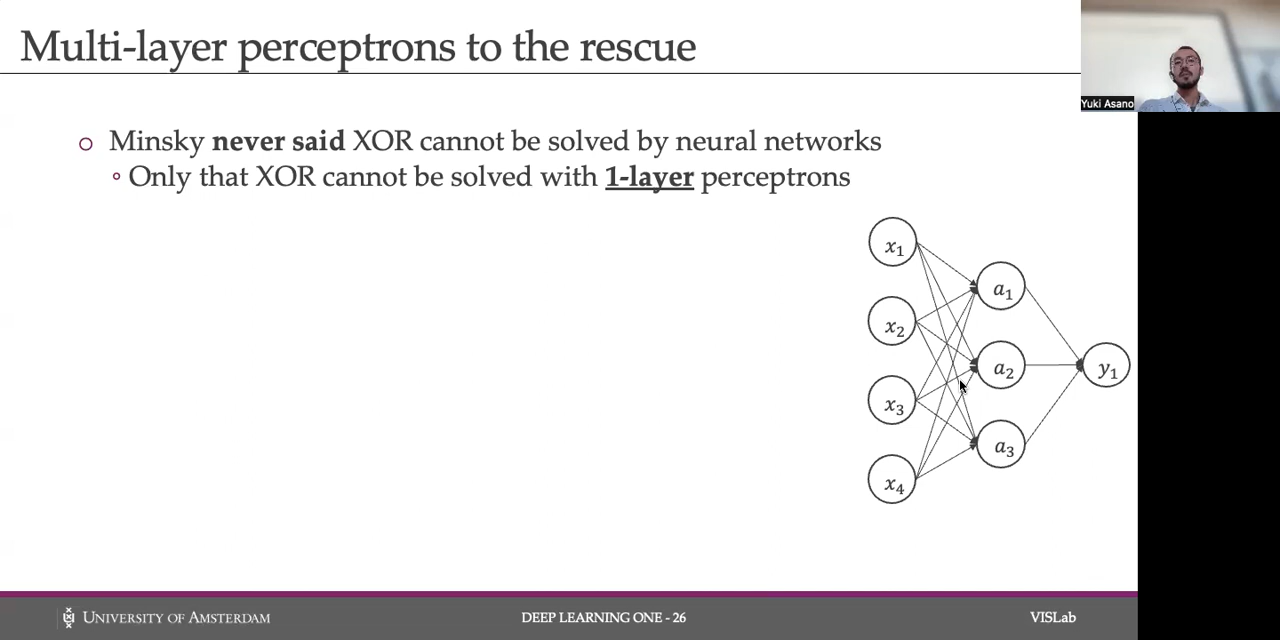 Multi-layer perceptrons to the rescue
Yuki Asano
Minsky never said XOR cannot be solved by neural networks
Only that XOR cannot be solved with 1-layer perceptrons
x₁
a₁
x₂
a₂
y₁
x₃
a₃
x₄
UNIVERSITY OF AMSTERDAM
DEEP LEARNING ONE - 26
VISLab